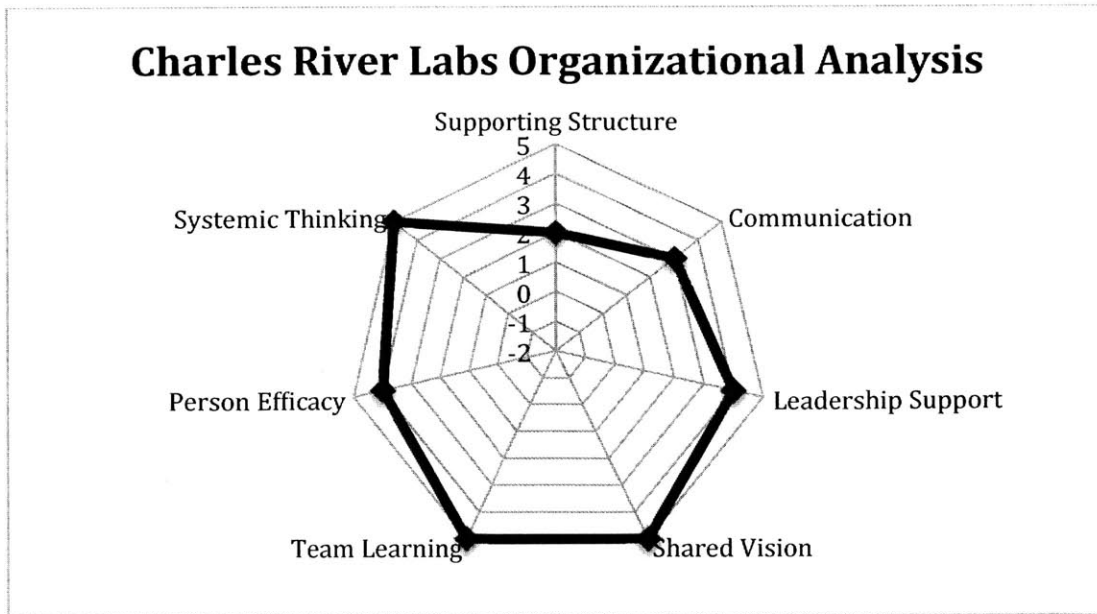 Charles River Labs Organizational Analysis
Supporting Structure
5
4
3
2
1
0
-1
-2
Systemic Thinking
Communication
Person Efficacy
Leadership Support
Team Learning
Shared Vision